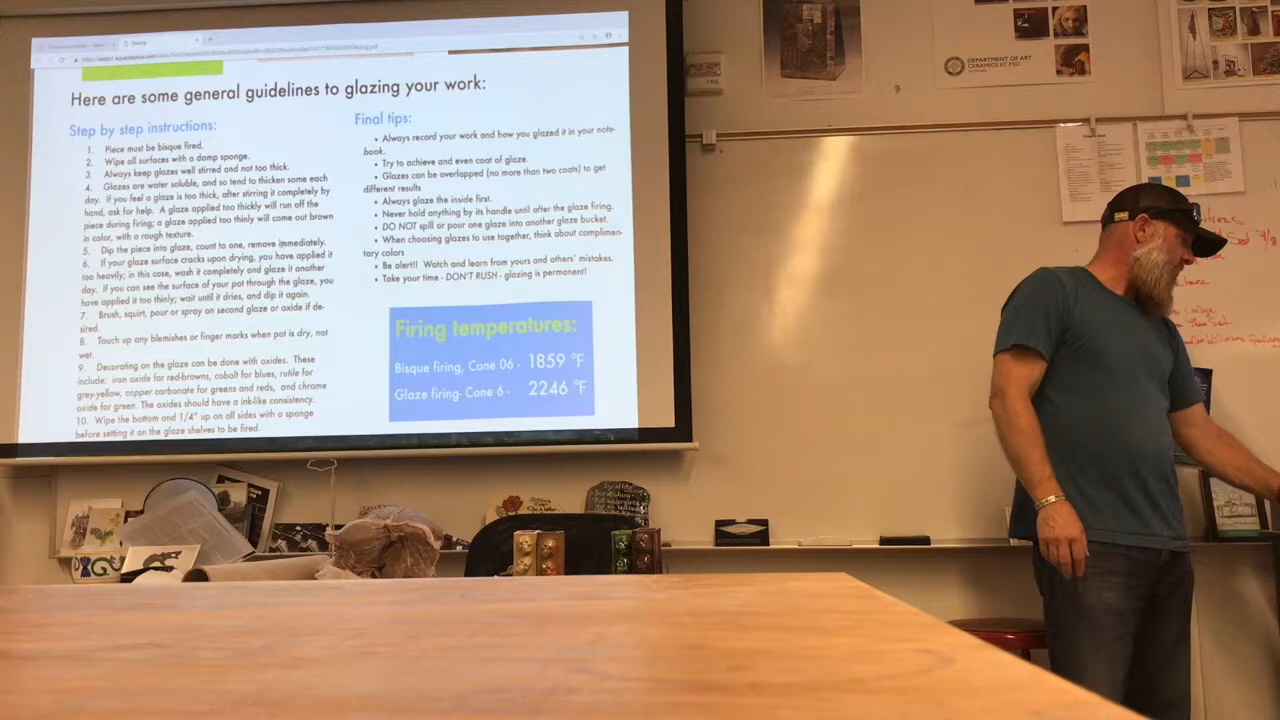 Here are some general guidelines to glazing your work:
Step by step instructions:
1. Piece must be bisque fired.
2. Wipe all surfaces with a damp sponge.
3. Always keep glazes well stirred and not too thick.
4. Glazes are water soluble, and so tend to thicken some each
day. If you feel a glaze is too thick, after stirring it completely by
hand, ask for help. A glaze applied too thickly will run off the
piece during firing; a glaze applied too thinly will come out brown
in color, with a rough texture.
5. Dip the piece into glaze, count to one, remove immediately.
6. If your glaze surface cracks upon drying, you have applied it
too heavily; in this case, wash it completely and glaze it another
day. If you can see the surface of your pot through the glaze, you
have applied it too thinly; wait until it dries, and dip it again.
7. Brush, squirt, pour or spray on second glaze or oxide if de-
sired.
8. Touch up any blemishes or finger marks when pot is dry, not
wet.
9. Decorating on the glaze can be done with oxides. These
include: iron oxide for red-browns, cobalt for blues, rutile for
grey-yellow, copper carbonate for greens and reds, and chrome
oxide for green. The oxides should have a ink-like consistency.
10. Wipe the bottom and 1/4" up on all sides with a sponge
before setting it on the glaze shelves to be fired.
Final tips:
• Always record your work and how you glazed it in your note-
book.
• Try to achieve and even coat of glaze.
• Glazes can be overlapped (no more than two coats) to get
different results
• Always glaze the inside first.
• Never hold anything by its handle until after the glaze firing.
• DO NOT spill or pour one glaze into another glaze bucket.
• When choosing glazes to use together, think about complimen-
tary colors
• Be alert!! Watch and learn from yours and others' mistakes.
• Take your time - DON'T RUSH - glazing is permanent!
Firing temperatures:
Bisque firing, Cone 06 - 1859 °F
Glaze firing- Cone 6 - 2246 °F
DEPARTMENT OF ART
CERAMICS AT FSU